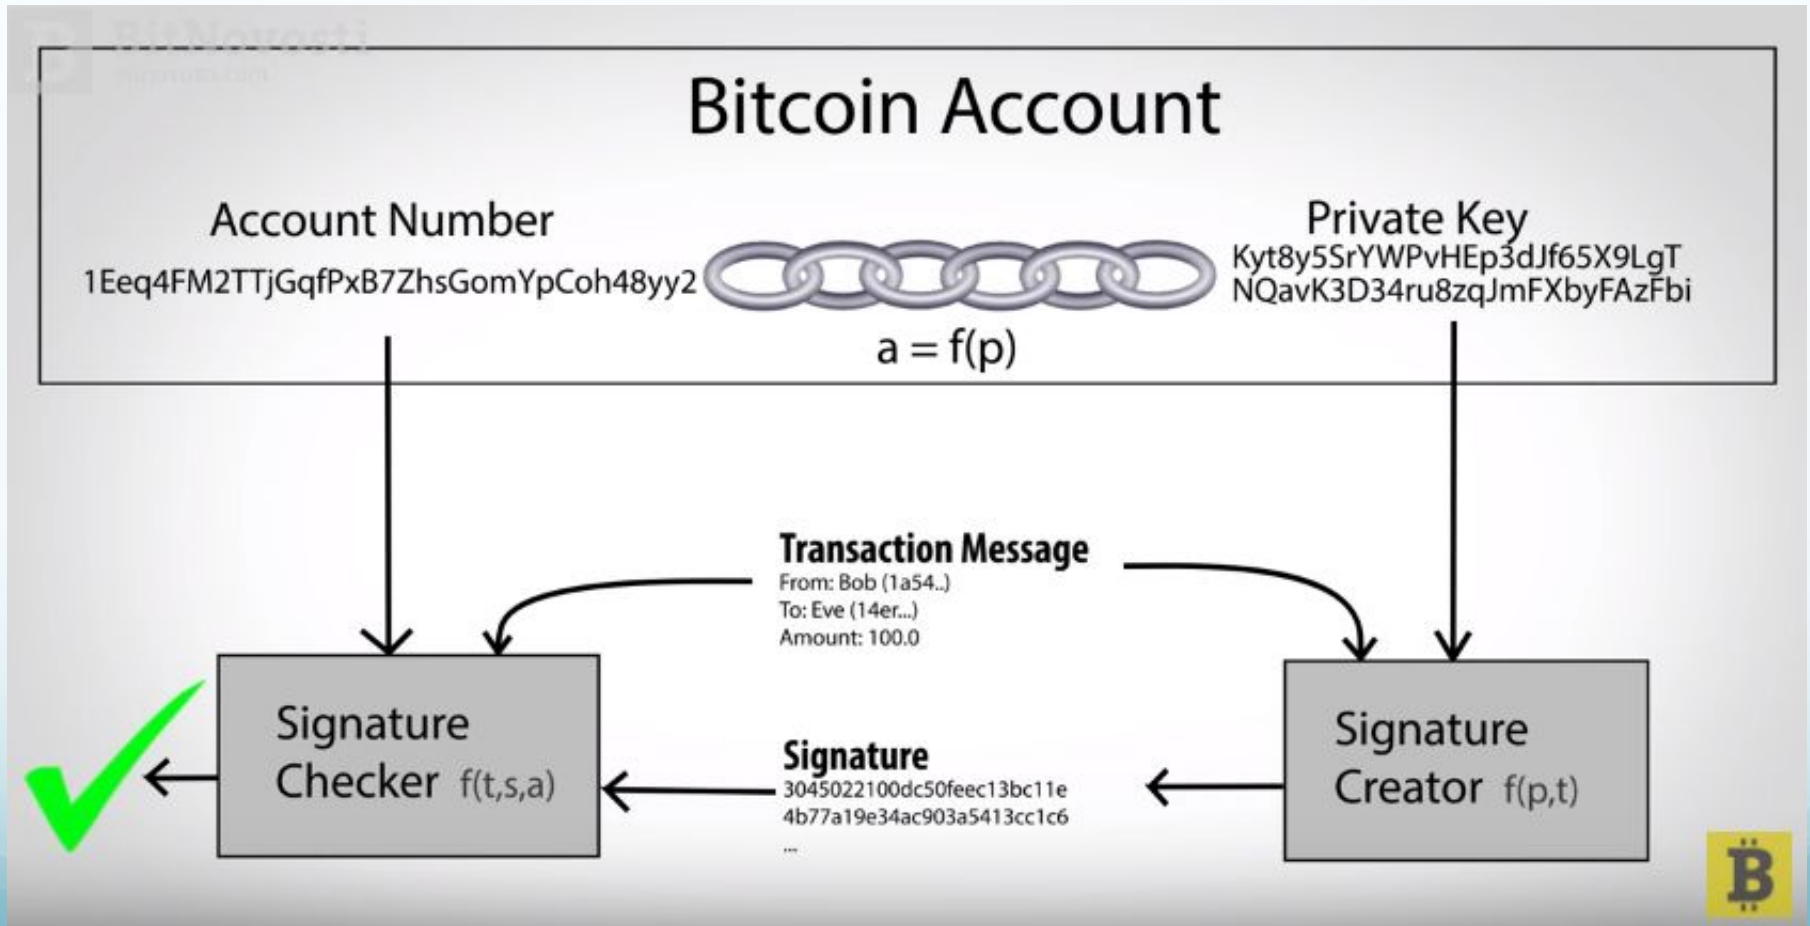 BitNovosti
Bitcoin Account
Account Number
1Eeq4FM2TTjGqfPxB7ZhsGomYpCoh48yy2
a = f(p)
Private Key
Kyt8y5SrYWPvHEp3dJf65X9LgT
NQavK3D34ru8zqJmFXbyFAzFbi
Transaction Message
From: Bob (1a54..)
To: Eve (14er...)
Amount: 100.0
Signature
Checker f(t,s,a)
Signature
3045022100dc50feec13bc11e
4b77a19e34ac903a5413cc1c6
...
Signature
Creator f(p,t)